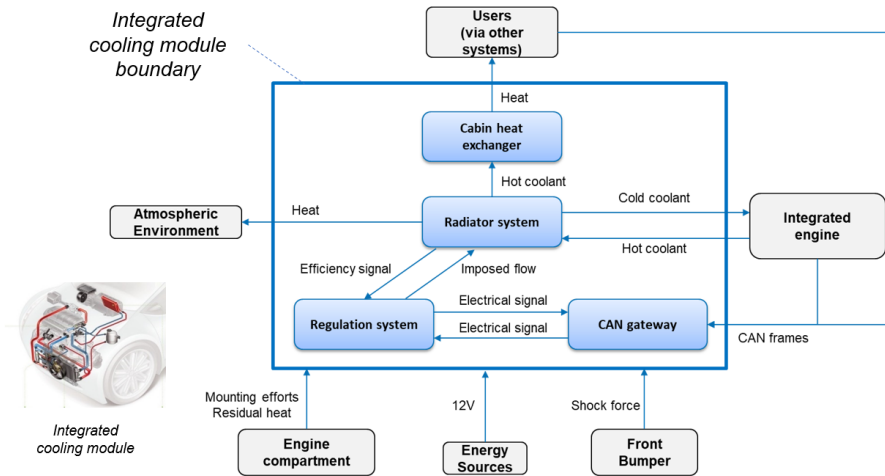 Integrated
cooling module
boundary
Users
(via other
systems)
Heat
Cabin heat
exchanger
Hot coolant
Cold coolant
Atmospheric
Environment
Heat
Radiator system
Integrated
engine
Hot coolant
Efficiency signal
Imposed flow
Electrical signal
Regulation system
CAN gateway
Electrical signal
CAN frames
Mounting efforts
Residual heat
12V
Shock force
Integrated
cooling module
Engine
compartment
Energy
Sources
Front
Bumper